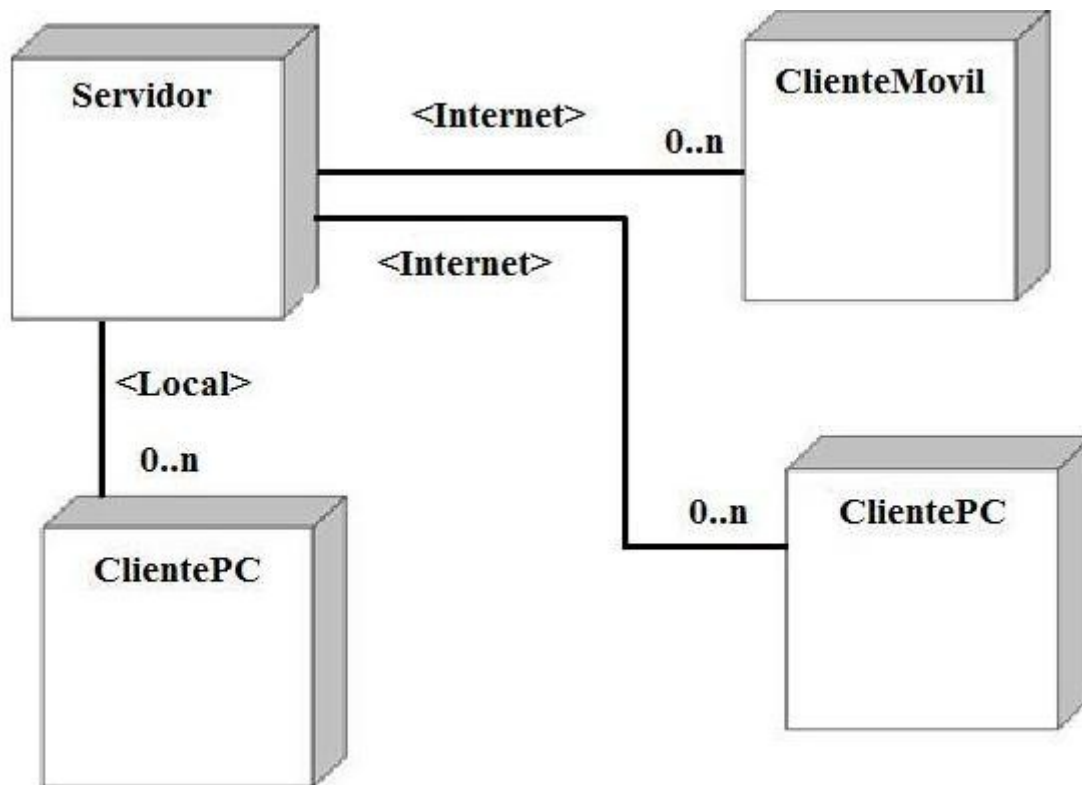 Servidor
ClienteMovil
<Internet>
0..n
<Internet>
<Local>
0..n
ClientePC
0..n
ClientePC